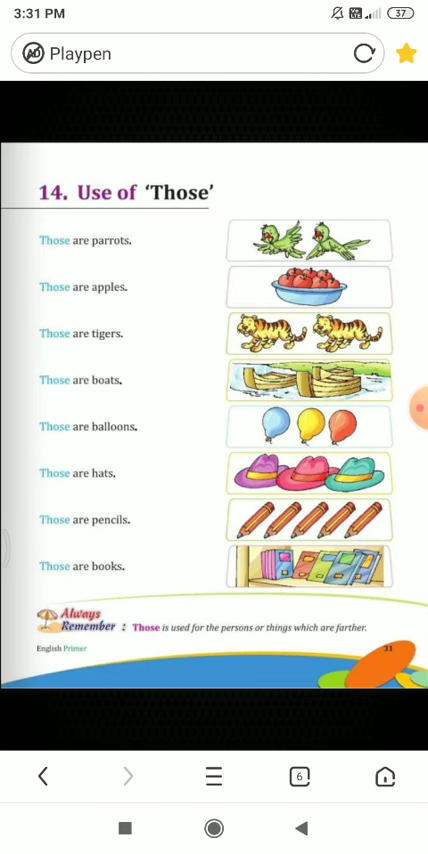 3:31 PM
37
Playpen
14. Use of ‘Those’
Those are parrots.
Those are apples.
Those are tigers.
Those are boats.
Those are balloons.
Those are hats.
Those are pencils.
Those are books.
Always
Remember : Those is used for the persons or things which are farther.
English Primer
31
6